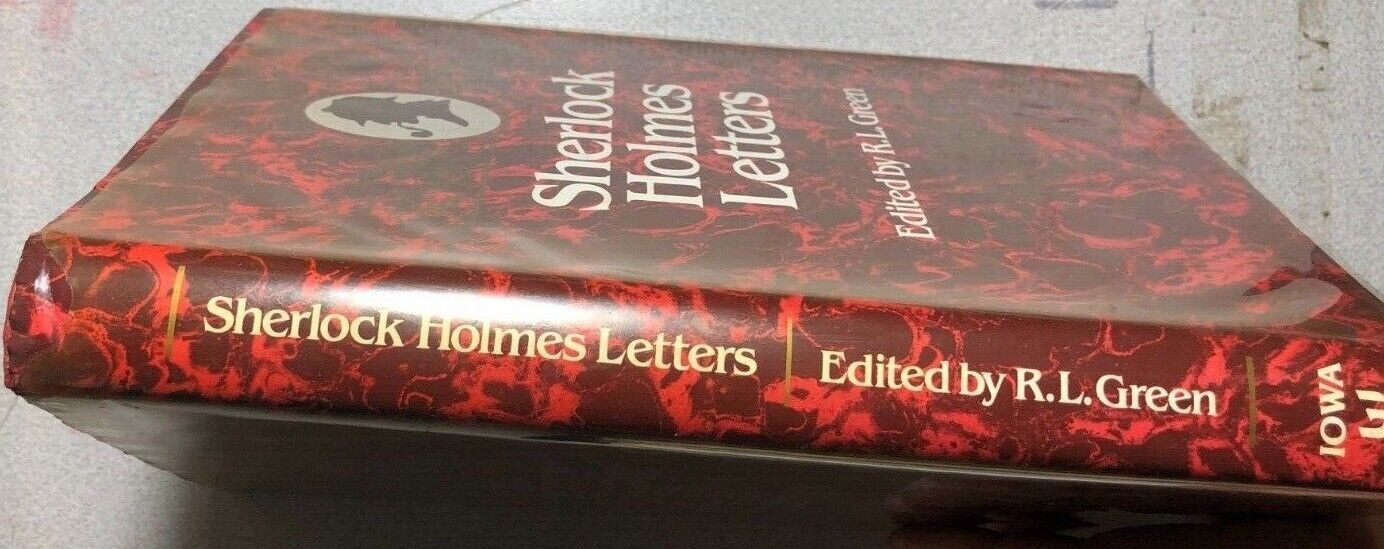 Sherlock
Holmes
Letters
Edited by R.L. Green
Sherlock Holmes Letters
Edited by R.L. Green
IOWA